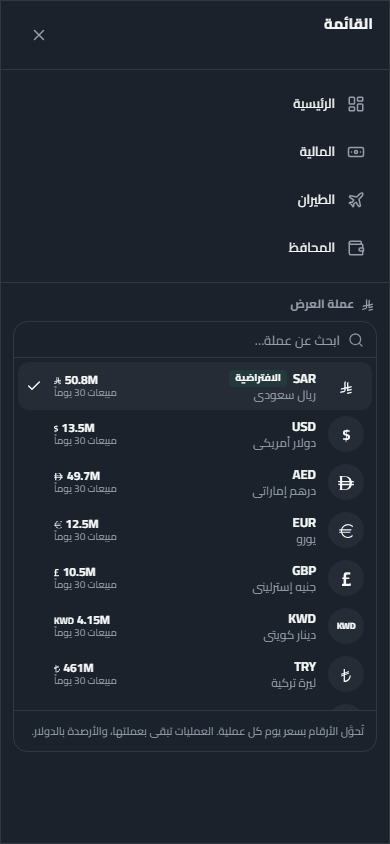 القائمة
الرئيسية
المالية
الطيران
المحافظ
عملة العرض
ابحث عن عملة...
SAR الافتراضية
ريال سعودي
50.8M
مبيعات 30 يوماً
$
USD
دولار أمريكي
$ 13.5M
مبيعات 30 يوماً
AED
درهم إماراتي
49.7M
مبيعات 30 يوماً
€
EUR
يورو
€ 12.5M
مبيعات 30 يوماً
£
GBP
جنيه إسترليني
£ 10.5M
مبيعات 30 يوماً
KWD
KWD
دينار كويتي
KWD 4.15M
مبيعات 30 يوماً
₺
TRY
ليرة تركية
₺ 461M
مبيعات 30 يوماً
تُحوَّل الأرقام بسعر يوم كل عملية. العمليات تبقى بعملتها، والأرصدة بالدولار.